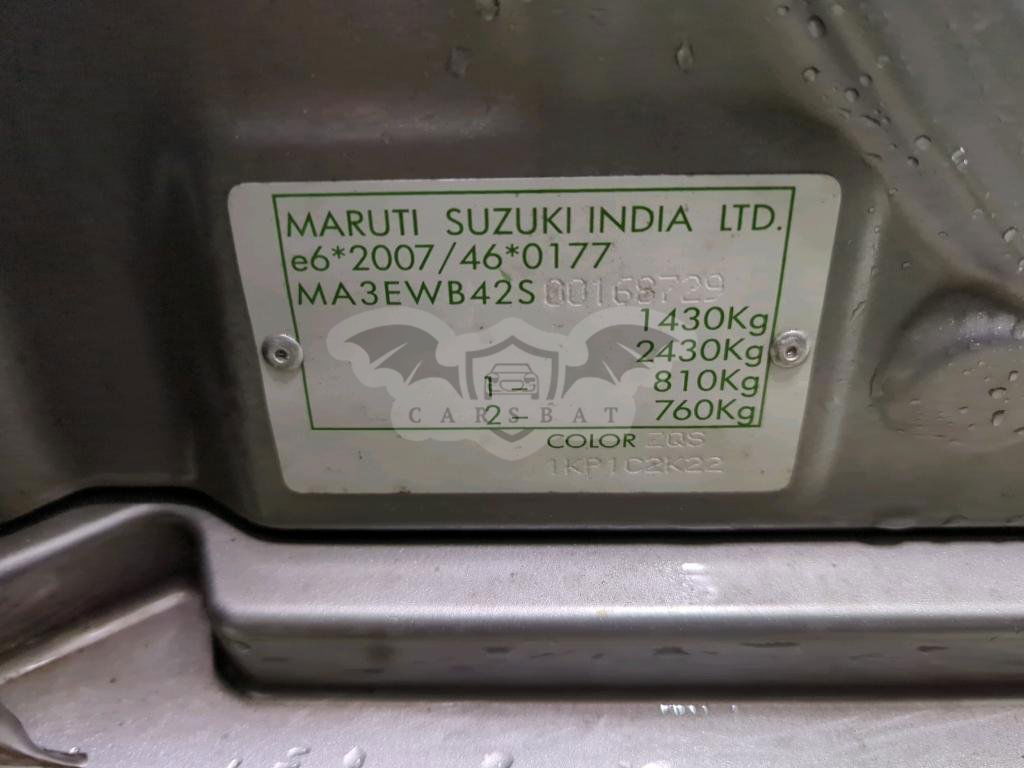 MARUTI SUZUKI INDIA LTD.
e6*2007/46*0177
MA3EWB42S00168729
1430Kg
2430Kg
1 - 810Kg
2 - 760Kg
CARSBAT
COLOR ZQS
1KP1C2K22